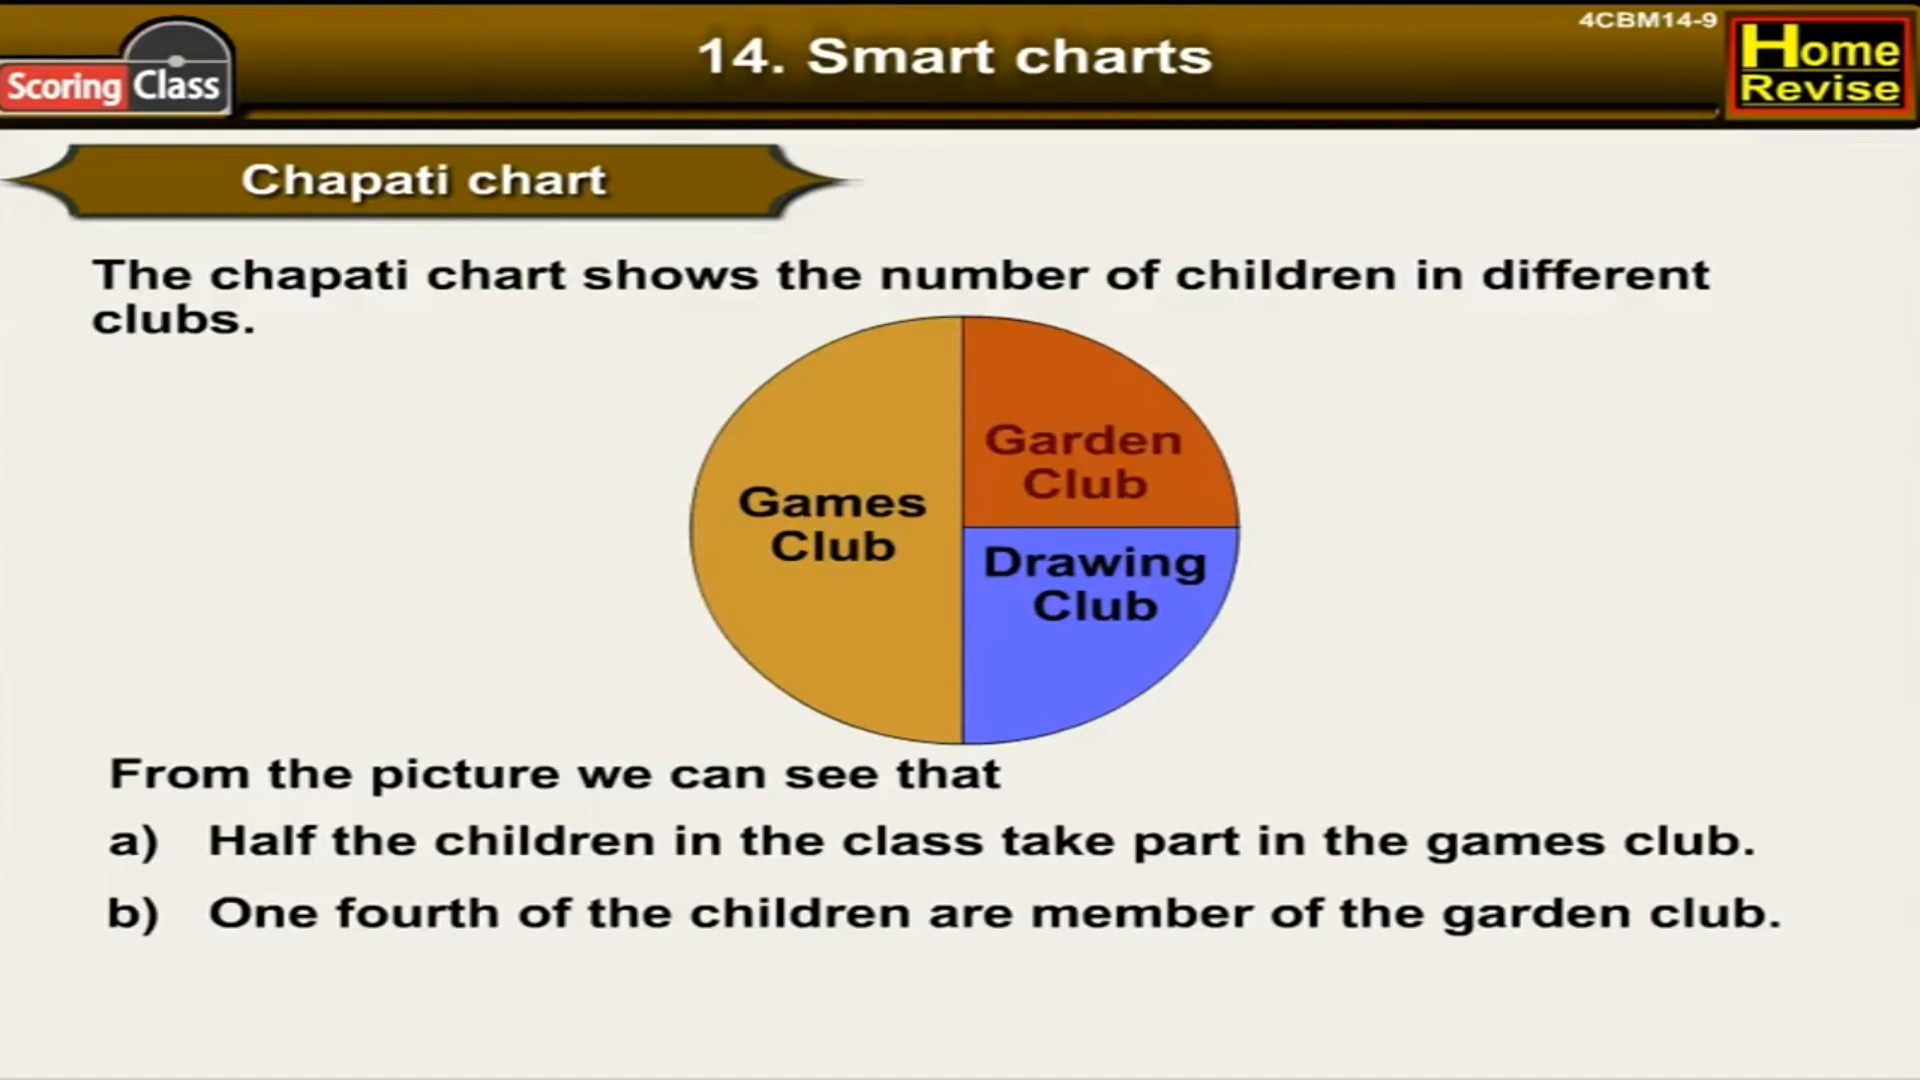 4CBM14-9
14. Smart charts
Home
Revise
Scoring Class
Chapati chart
The chapati chart shows the number of children in different
clubs.
Garden
Club
Games
Club
Drawing
Club
From the picture we can see that
a) Half the children in the class take part in the games club.
b) One fourth of the children are member of the garden club.